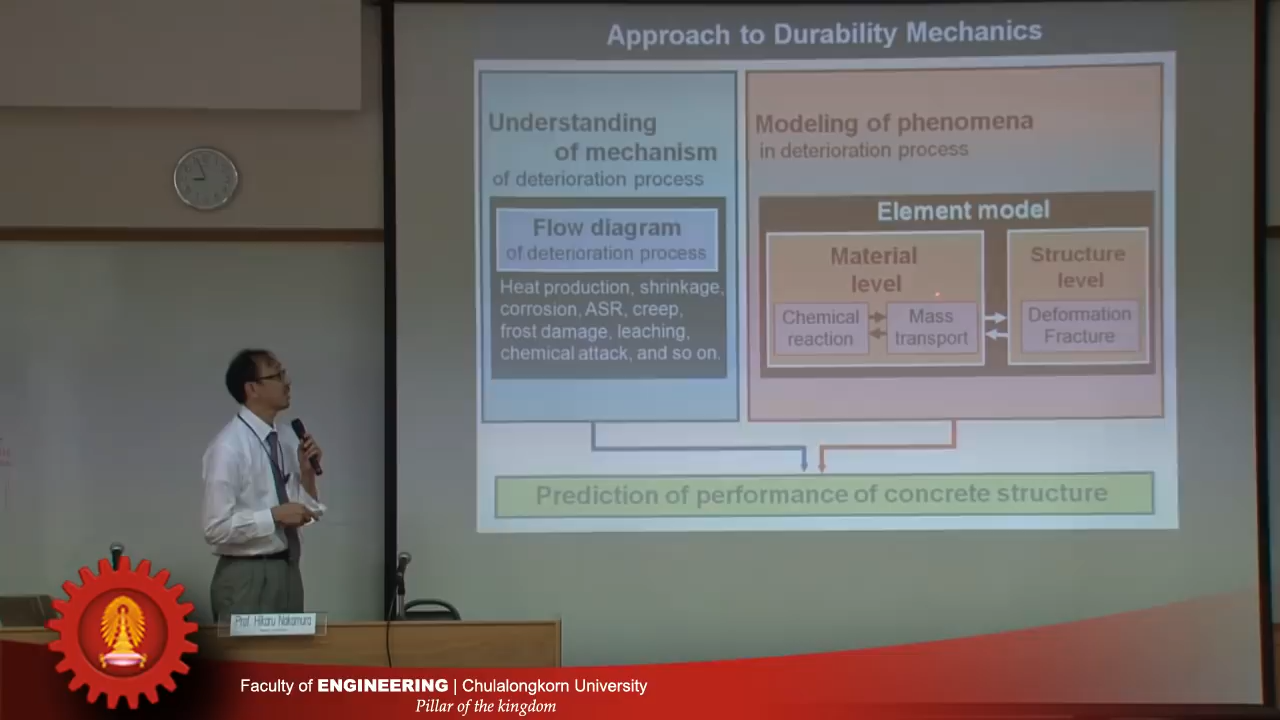 Approach to Durability Mechanics
Understanding
of mechanism
of deterioration process
Flow diagram
of deterioration process
Heat production, shrinkage,
corrosion, ASR, creep,
frost damage, leaching,
chemical attack, and so on.
Modeling of phenomena
in deterioration process
Element model
Material
level
Chemical
reaction
Mass
transport
Structure
level
Deformation
Fracture
Prediction of performance of concrete structure
Prof. Hikaru Nakamura
Faculty of ENGINEERING | Chulalongkorn University
Pillar of the kingdom